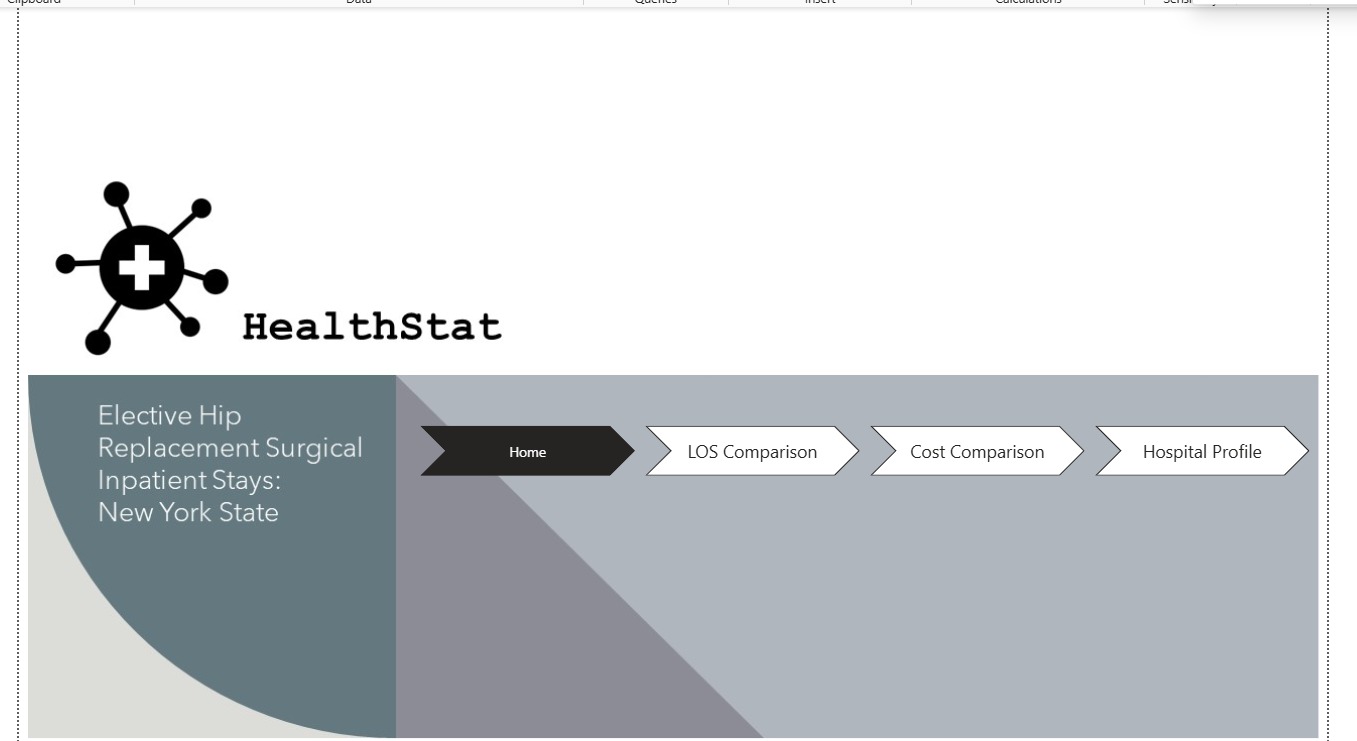 Clipboard
Data
Queries
Insert
Calculations
HealthStat
Elective Hip
Replacement Surgical
Inpatient Stays:
New York State
Home
LOS Comparison
Cost Comparison
Hospital Profile